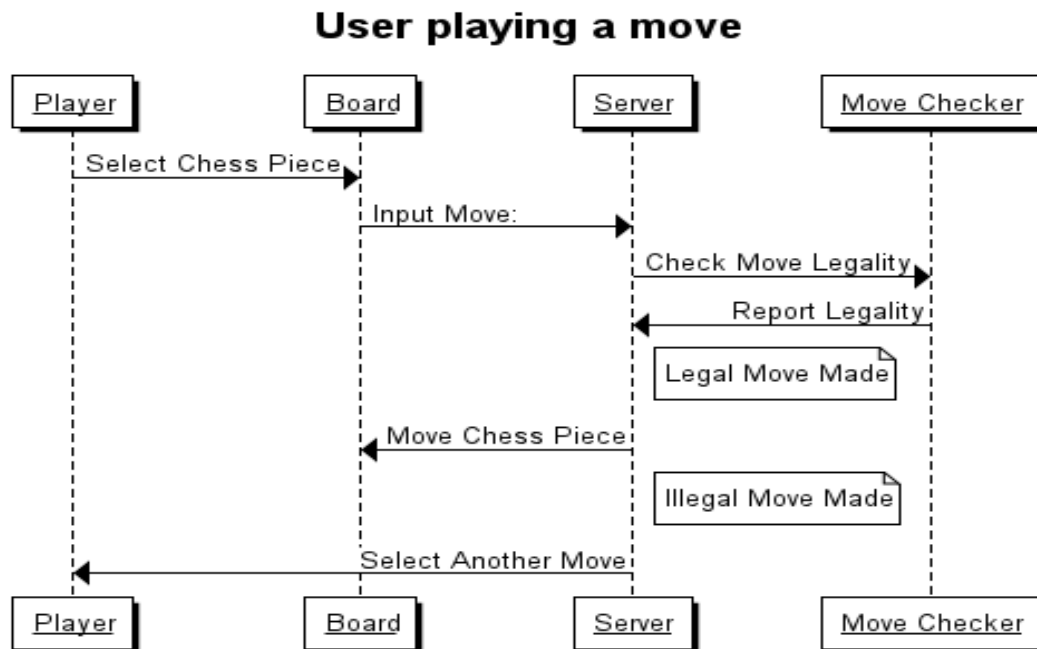 User playing a move
Player
Board
Server
Move Checker
Select Chess Piece
Input Move:
Check Move Legality
Report Legality
Legal Move Made
Move Chess Piece
Illegal Move Made
Select Another Move
Player
Board
Server
Move Checker